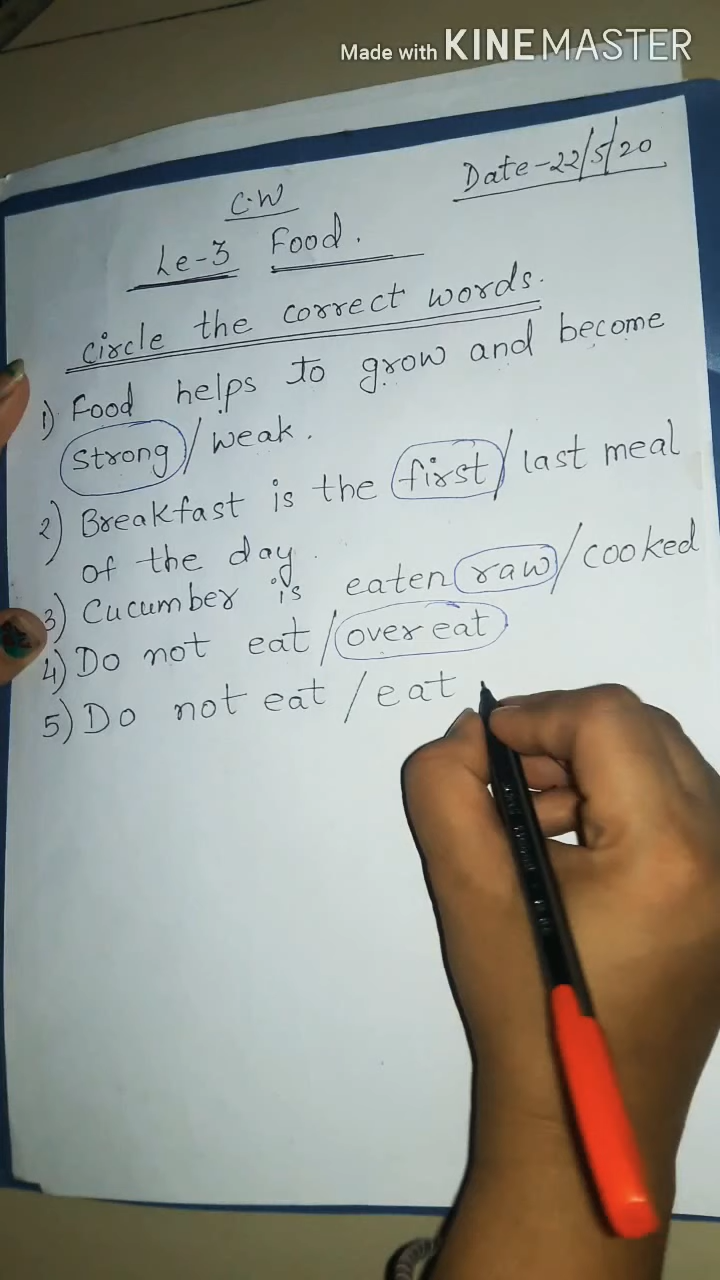 Made with KINEMASTER
Date-22/5/20
C.W
Le-3 Food.
Circle the correct words.
1) Food helps to grow and become
Strong/weak.
2) Breakfast is the first/last meal
of the day.
3) Cucumber is eaten raw/cooked
4) Do not eat/over eat
5) Do not eat/eat